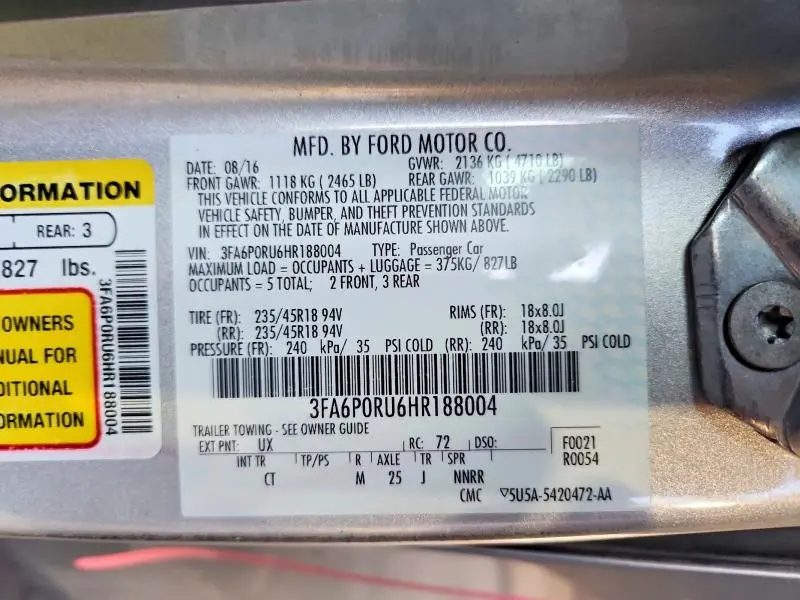 ORMATION
REAR: 3
827 lbs.
OWNERS
NUAL FOR
DITIONAL
ORMATION
3FA6P0RU6HR188004
MFD. BY FORD MOTOR CO.
DATE: 08/16 GVWR: 2136 KG ( 4710 LB)
FRONT GAWR: 1118 KG ( 2465 LB) REAR GAWR: 1039 KG ( 2290 LB)
THIS VEHICLE CONFORMS TO ALL APPLICABLE FEDERAL MOTOR
VEHICLE SAFETY, BUMPER, AND THEFT PREVENTION STANDARDS
IN EFFECT ON THE DATE OF MANUFACTURE SHOWN ABOVE.
VIN: 3FA6P0RU6HR188004 TYPE: Passenger Car
MAXIMUM LOAD = OCCUPANTS + LUGGAGE = 375KG/ 827LB
OCCUPANTS = 5 TOTAL; 2 FRONT, 3 REAR
TIRE (FR): 235/45R18 94V RIMS (FR): 18x8.0J
(RR): 235/45R18 94V (RR): 18x8.0J
PRESSURE (FR): 240 kPa/ 35 PSI COLD (RR): 240 kPa/ 35 PSI COLD
3FA6P0RU6HR188004
TRAILER TOWING - SEE OWNER GUIDE
EXT PNT: UX RC: 72 DSO: F0021
R0054
INT TR TP/PS R AXLE TR SPR
CT M 25 J NNRR
CMC ▽5U5A-5420472-AA